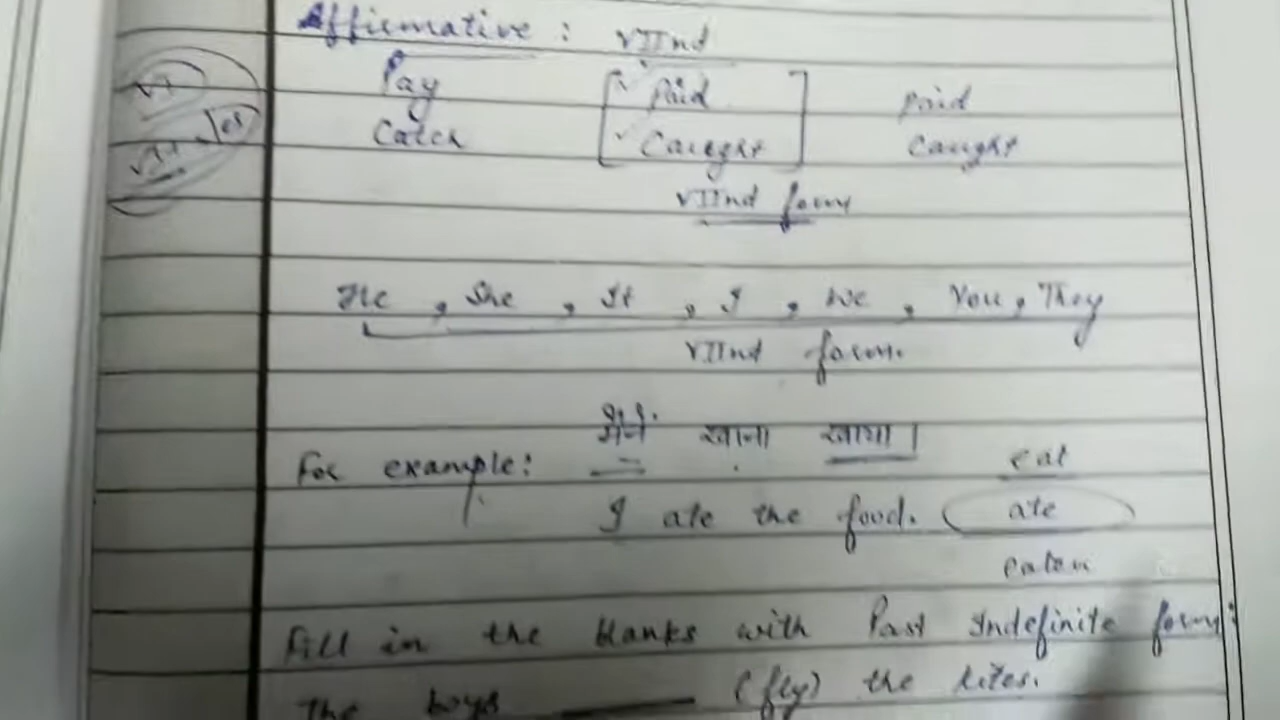 Affirmative : VIInd
Pay Paid paid
Catch Caught caught
VIInd form
He , She , It , I , We , You , They
VIInd form.
मैंने खाना खाया ।
For example: eat
I ate the food. ate
eaten
Fill in the blanks with Past Indefinite form:
The boys ______ (fly) the kites.